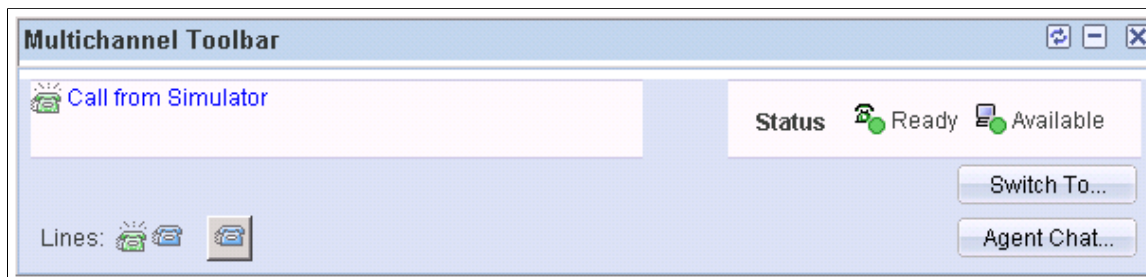 Multichannel Toolbar
Call from Simulator
Status Ready Available
Switch To...
Lines:
Agent Chat...